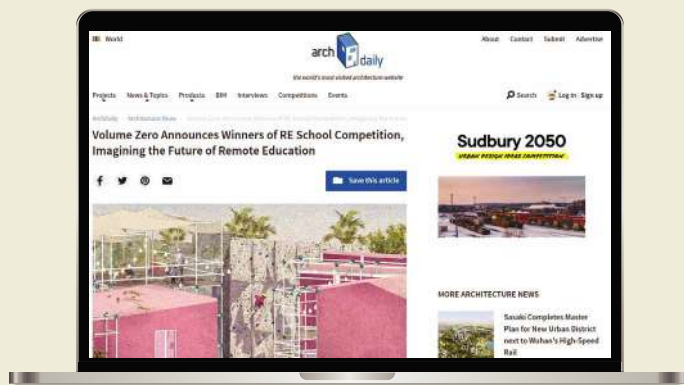 World
About Contact Submit Advertise
arch daily
the world's most visited architecture website
Projects News & Topics Products BIM Interviews Competitions Events
Search Log in · Sign up
ArchDaily Architecture News
Volume Zero Announces Winners of RE School Competition,
Imagining the Future of Remote Education
Save this article
Sudbury 2050
URBAN DESIGN IDEAS COMPETITION
MORE ARCHITECTURE NEWS
Sasaki Completes Master
Plan for New Urban District
next to Wuhan's High-Speed
Rail